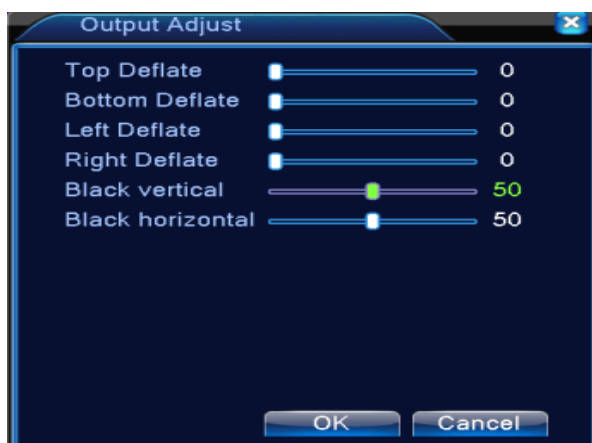 Output Adjust
Top Deflate 0
Bottom Deflate 0
Left Deflate 0
Right Deflate 0
Black vertical 50
Black horizontal 50
OK Cancel